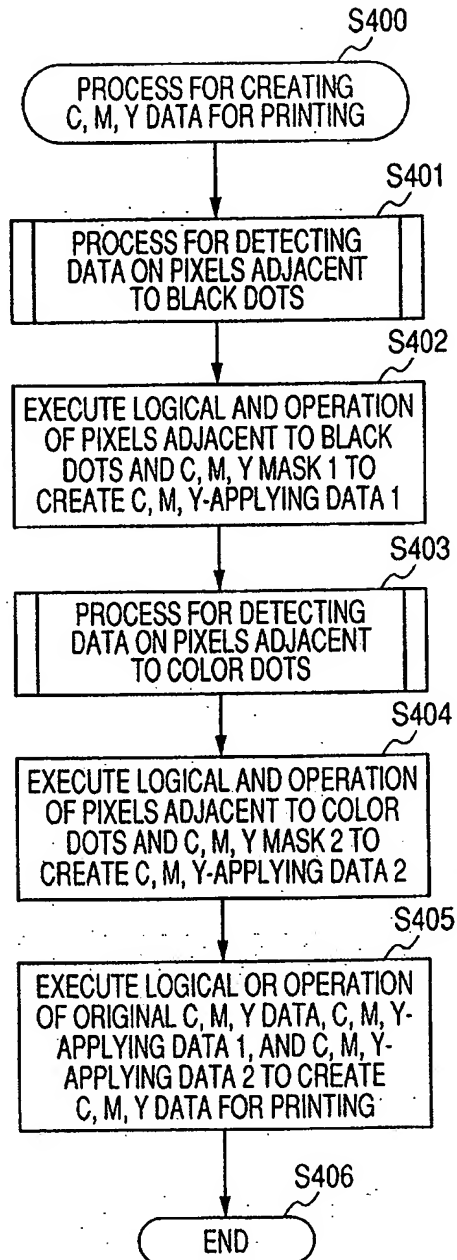 S400
PROCESS FOR CREATING
C, M, Y DATA FOR PRINTING
S401
PROCESS FOR DETECTING
DATA ON PIXELS ADJACENT
TO BLACK DOTS
S402
EXECUTE LOGICAL AND OPERATION
OF PIXELS ADJACENT TO BLACK
DOTS AND C, M, Y MASK 1 TO
CREATE C, M, Y-APPLYING DATA 1
S403
PROCESS FOR DETECTING
DATA ON PIXELS ADJACENT
TO COLOR DOTS
S404
EXECUTE LOGICAL AND OPERATION
OF PIXELS ADJACENT TO COLOR
DOTS AND C, M, Y MASK 2 TO
CREATE C, M, Y-APPLYING DATA 2
S405
EXECUTE LOGICAL OR OPERATION
OF ORIGINAL C, M, Y DATA, C, M, Y-
APPLYING DATA 1, AND C, M, Y-
APPLYING DATA 2 TO CREATE
C, M, Y DATA FOR PRINTING
S406
END